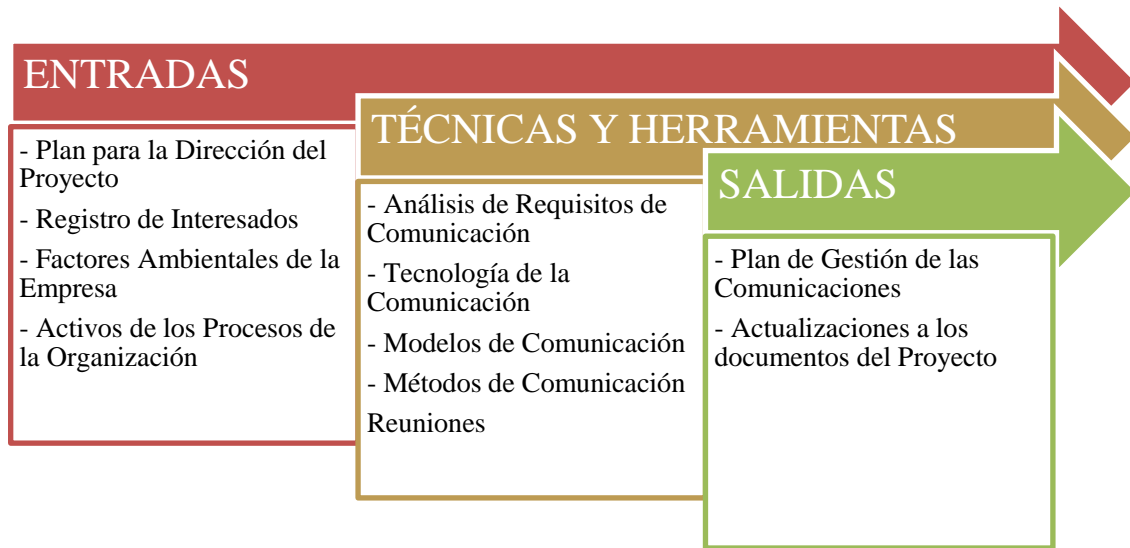 ENTRADAS
- Plan para la Dirección del
Proyecto
- Registro de Interesados
- Factores Ambientales de la
Empresa
- Activos de los Procesos de
la Organización
TÉCNICAS Y HERRAMIENTAS
- Análisis de Requisitos de
Comunicación
- Tecnología de la
Comunicación
- Modelos de Comunicación
- Métodos de Comunicación
Reuniones
SALIDAS
- Plan de Gestión de las
Comunicaciones
- Actualizaciones a los
documentos del Proyecto